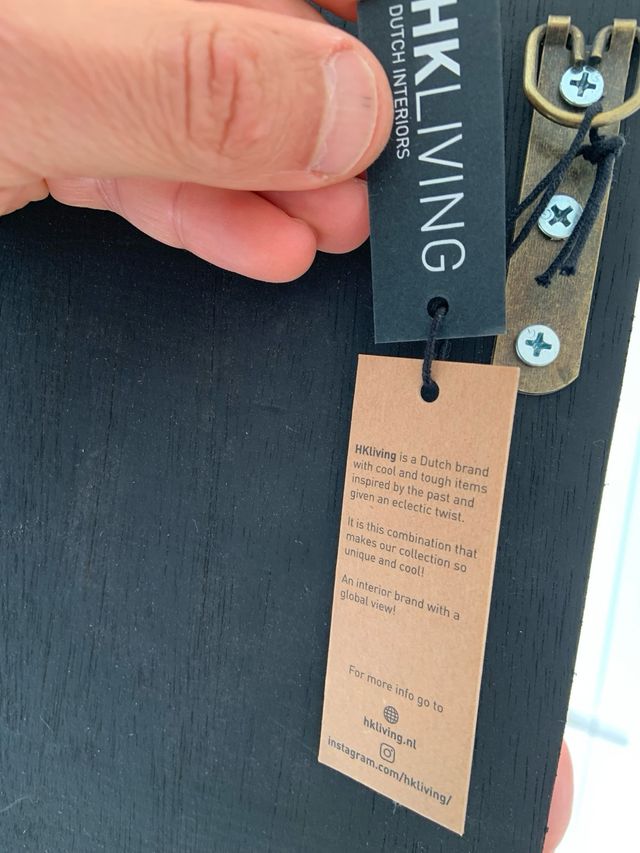 HKLIVING
DUTCH INTERIORS
HKliving is a Dutch brand
with cool and tough items
inspired by the past and
given an eclectic twist.
It is this combination that
makes our collection so
unique and cool!
An interior brand with a
global view!
For more info go to
hkliving.nl
instagram.com/hkliving/